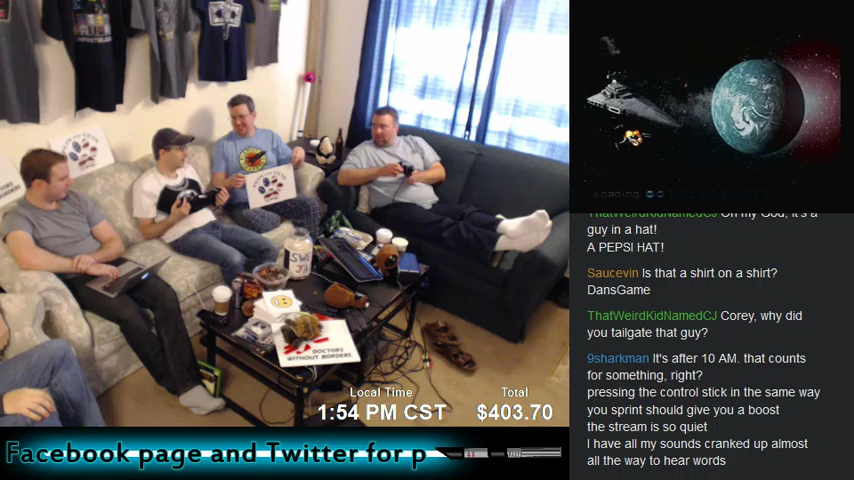 SWEAR
JAR
DOCTORS
WITHOUT BORDERS
Local Time
1:54 PM CST
Total
$403.70
Facebook page and Twitter for p
Loading
ThatWeirdKidNamedCJ Oh my God, it's a
guy in a hat!
A PEPSI HAT!
Saucevin Is that a shirt on a shirt?
DansGame
ThatWeirdKidNamedCJ Corey, why did
you tailgate that guy?
9sharkman It's after 10 AM. that counts
for something, right?
pressing the control stick in the same way
you sprint should give you a boost
the stream is so quiet
I have all my sounds cranked up almost
all the way to hear words